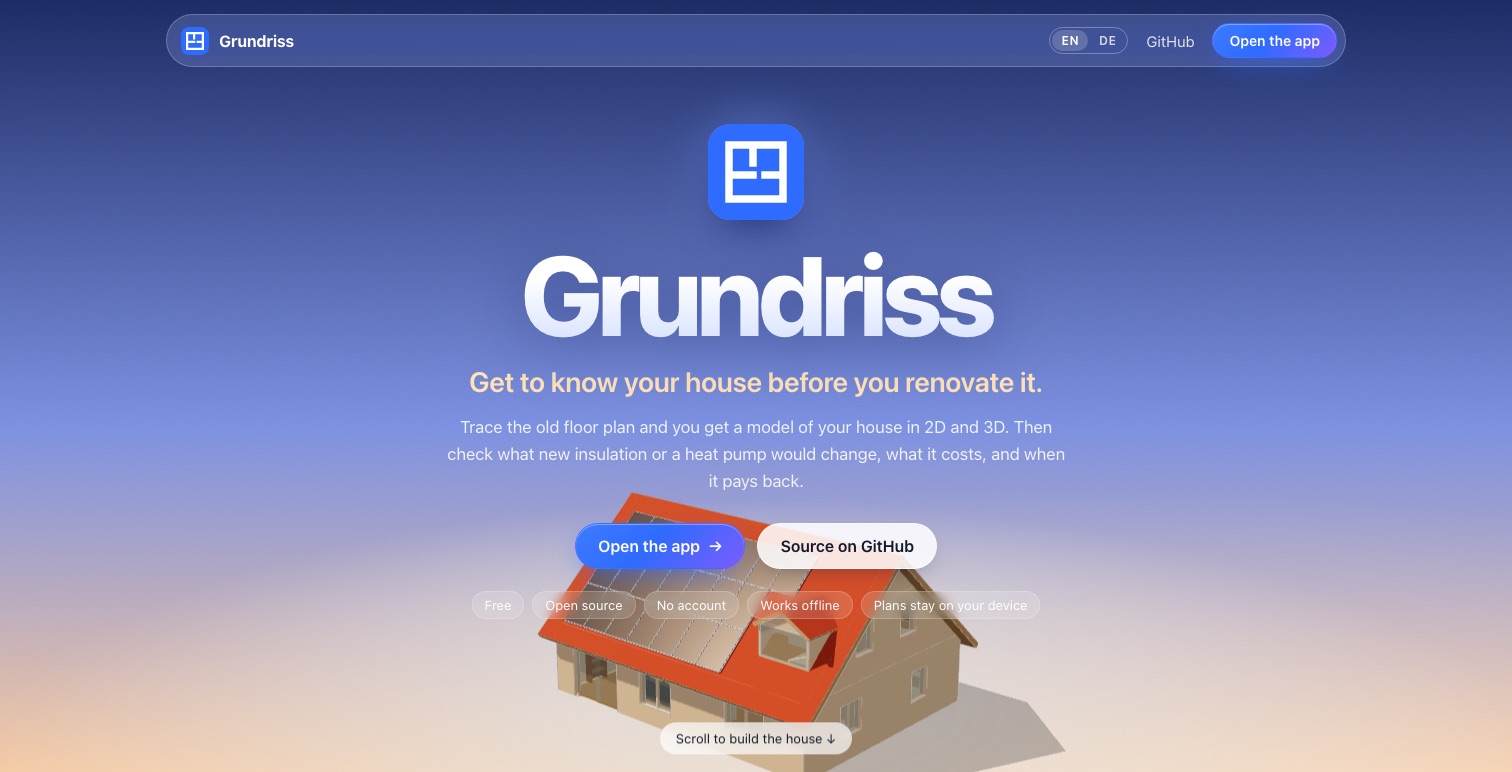 Grundriss
EN DE GitHub Open the app
Grundriss
Get to know your house before you renovate it.
Trace the old floor plan and you get a model of your house in 2D and 3D. Then
check what new insulation or a heat pump would change, what it costs, and when
it pays back.
Open the app → Source on GitHub
Free Open source No account Works offline Plans stay on your device
Scroll to build the house ↓